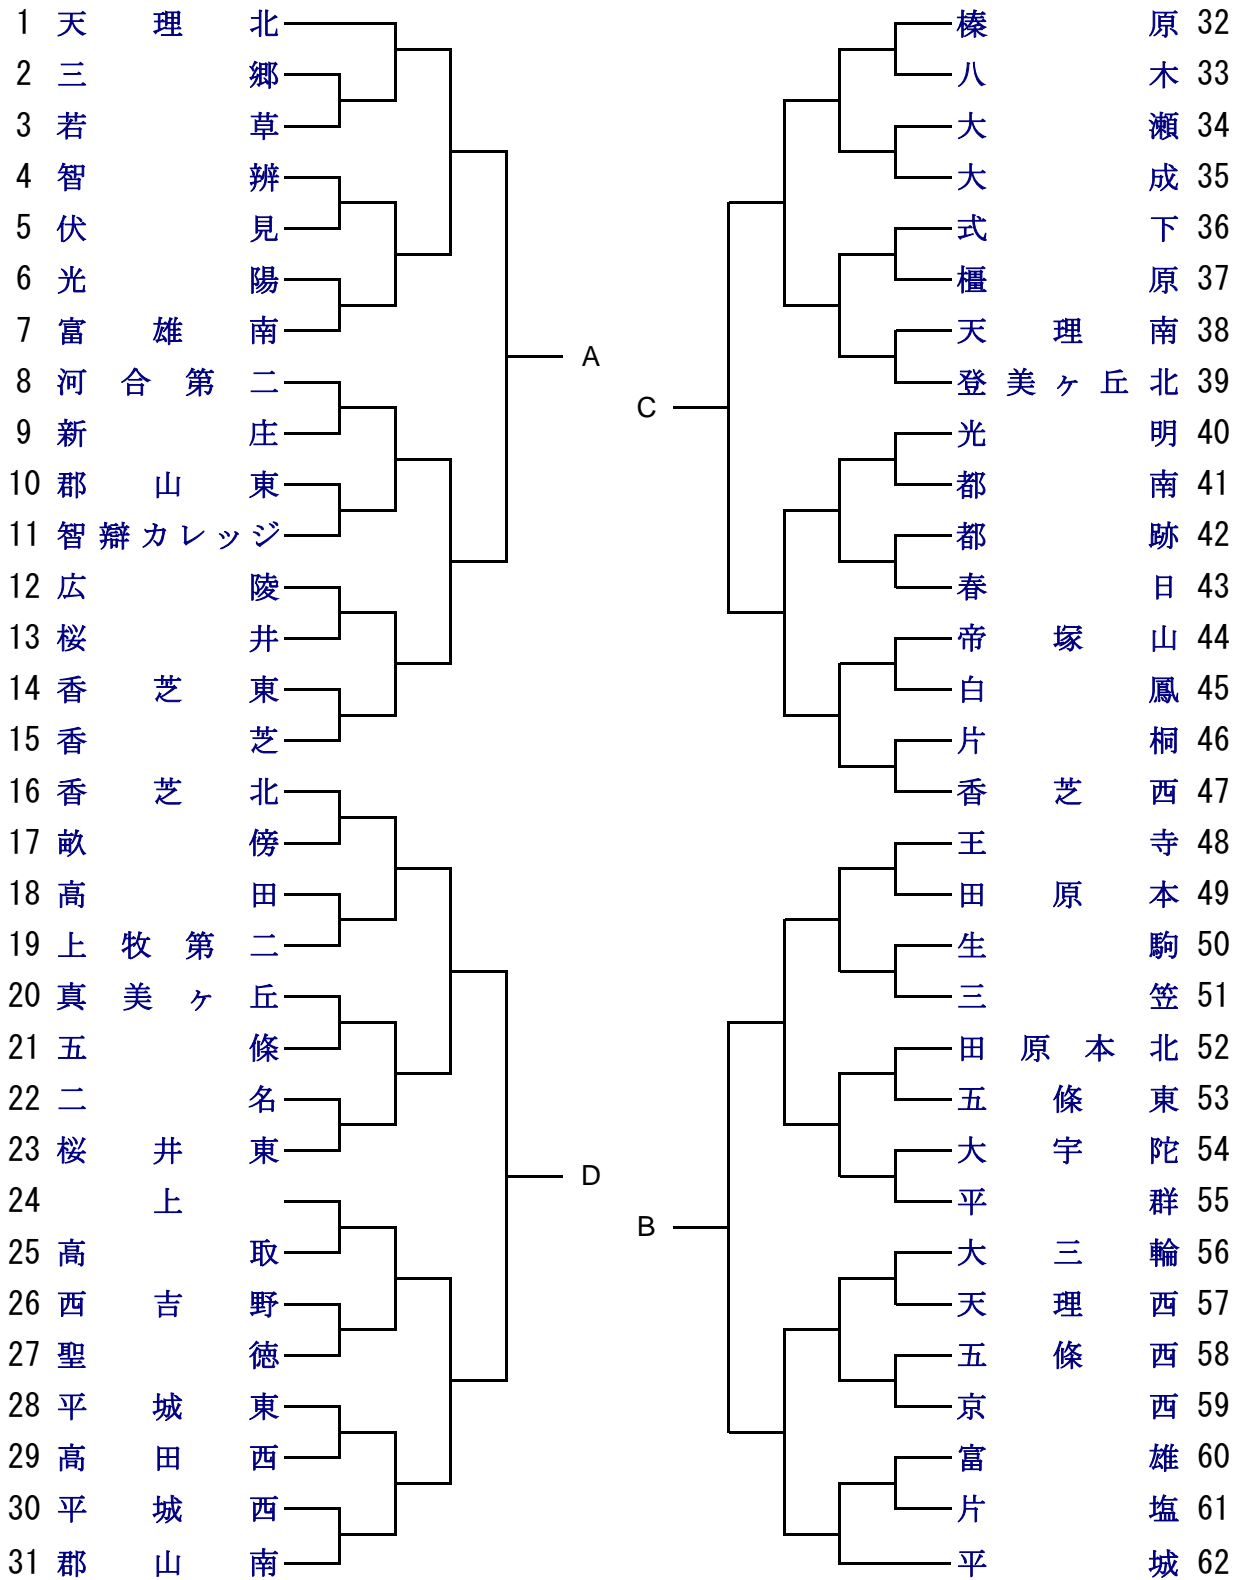 1 天理北
2 三郷
3 若草
4 智辨
5 伏見
6 光陽
7 富雄南
8 河合第二
9 新庄
10 郡山東
11 智辯カレッジ
12 広陵
13 桜井
14 香芝東
15 香芝
16 香芝北
17 畝傍
18 高田
19 上牧第二
20 真美ヶ丘
21 五條
22 二名
23 桜井東
24 上
25 高取
26 西吉野
27 聖徳
28 平城東
29 高田西
30 平城西
31 郡山南
A
D
C
B
榛原 32
八木 33
大瀬 34
大成 35
式下 36
橿原 37
天理南 38
登美ヶ丘北 39
光明 40
都南 41
都跡 42
春日 43
帝塚山 44
白鳳 45
片桐 46
香芝西 47
王寺 48
田原本 49
生駒 50
三笠 51
田原本北 52
五條東 53
大宇陀 54
平群 55
大三輪 56
天理西 57
五條西 58
京西 59
富雄 60
片塩 61
平城 62